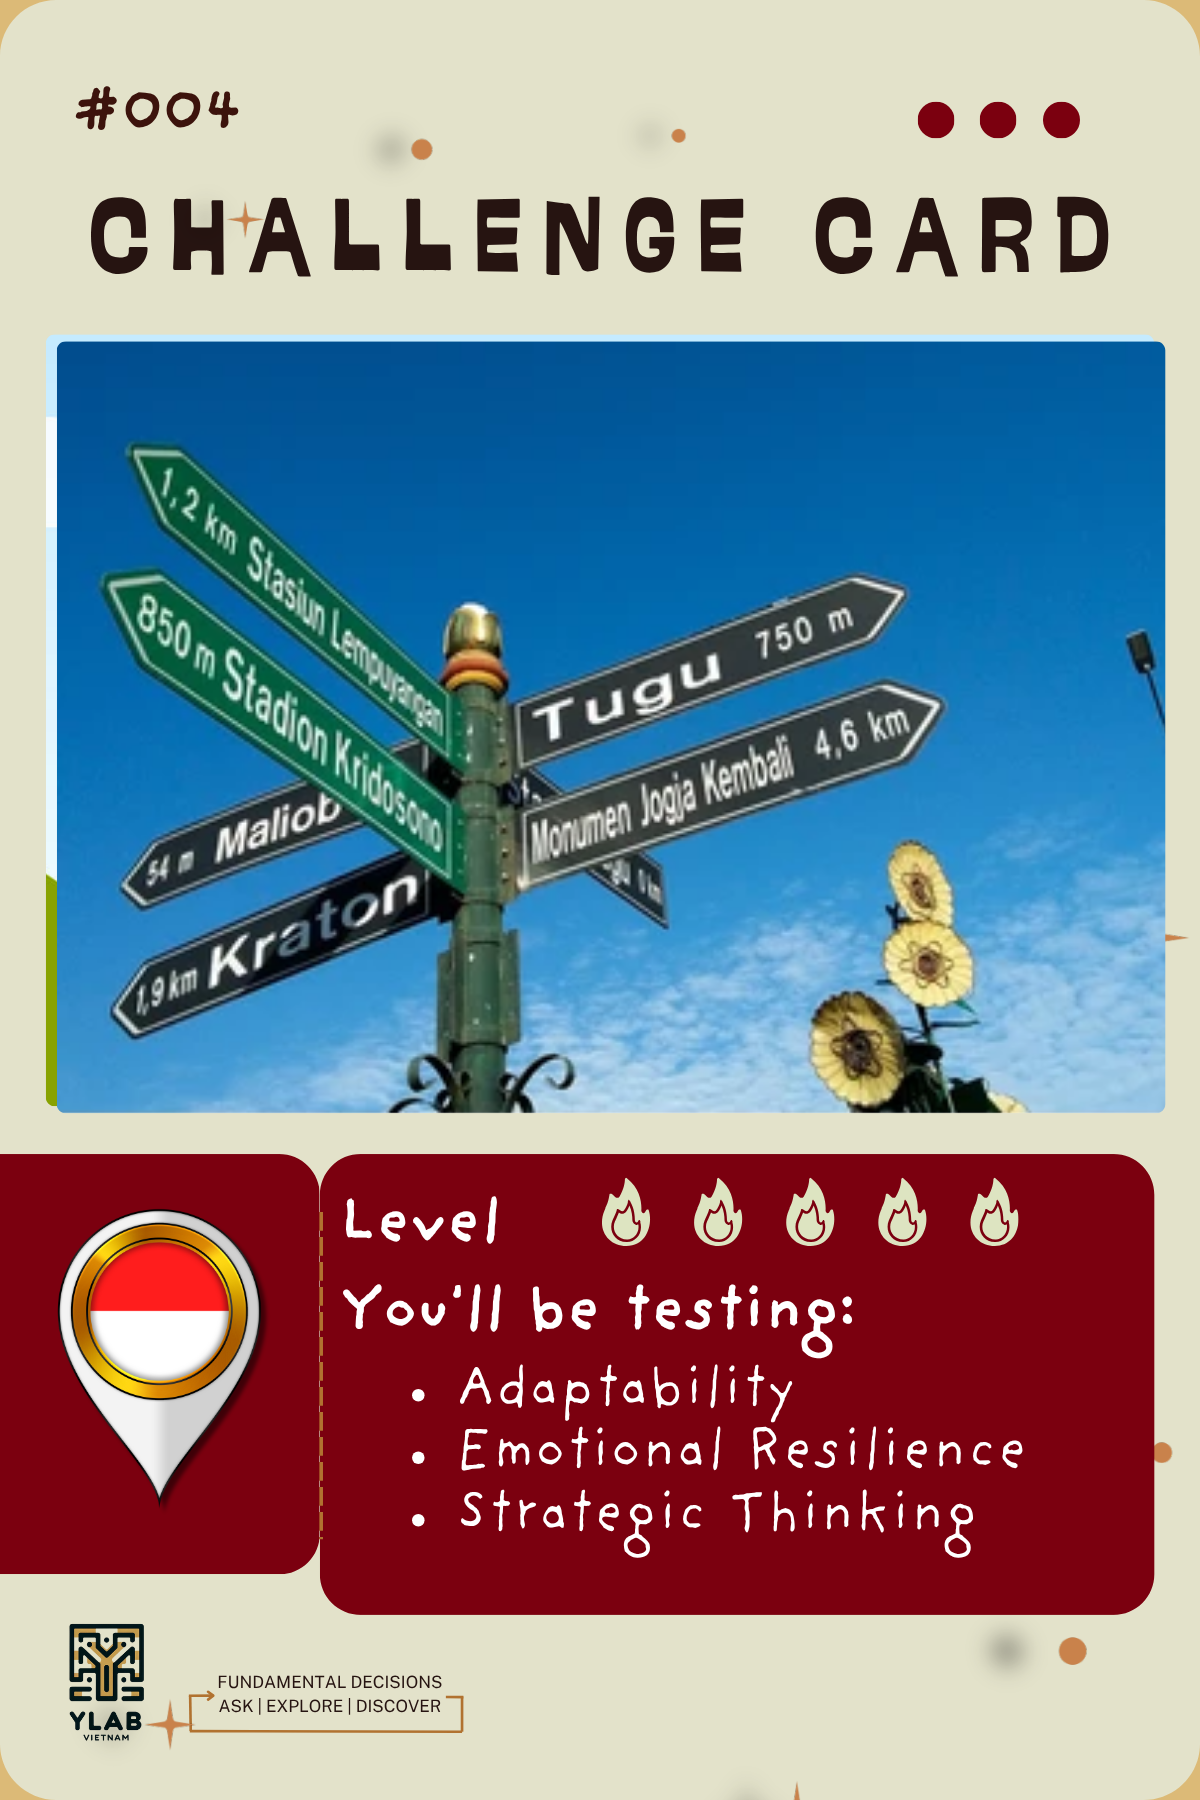 #004
CHALLENGE CARD
1,2 km Stasiun Lempuyangan
850 m Stadion Kridosono
54 m
1,9 km Kraton
Tugu 750 m
Monumen Jogja Kembali 4,6 km
0 km
Level
You'll be testing:
• Adaptability
• Emotional Resilience
• Strategic Thinking
YLAB
VIETNAM
FUNDAMENTAL DECISIONS
ASK | EXPLORE | DISCOVER